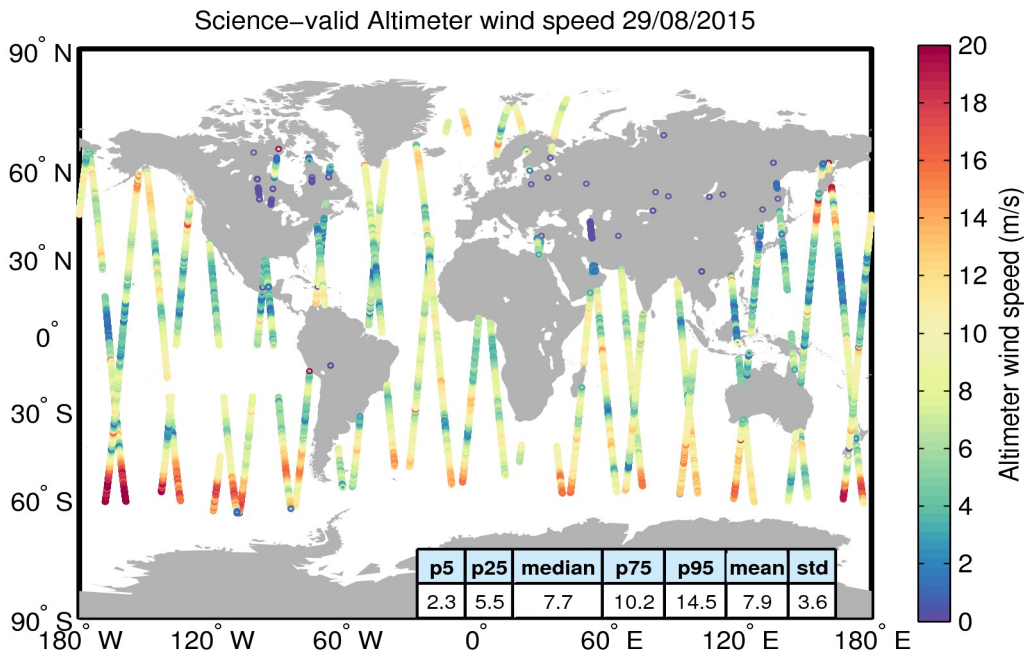 Science−valid Altimeter wind speed 29/08/2015
90° N
60° N
30° N
0°
30° S
60° S
90° S
180° W
120° W
60° W
0°
60° E
120° E
180° E
p5 p25 median p75 p95 mean std
2.3 5.5 7.7 10.2 14.5 7.9 3.6
20
18
16
14
12
10
8
6
4
2
0
Altimeter wind speed (m/s)